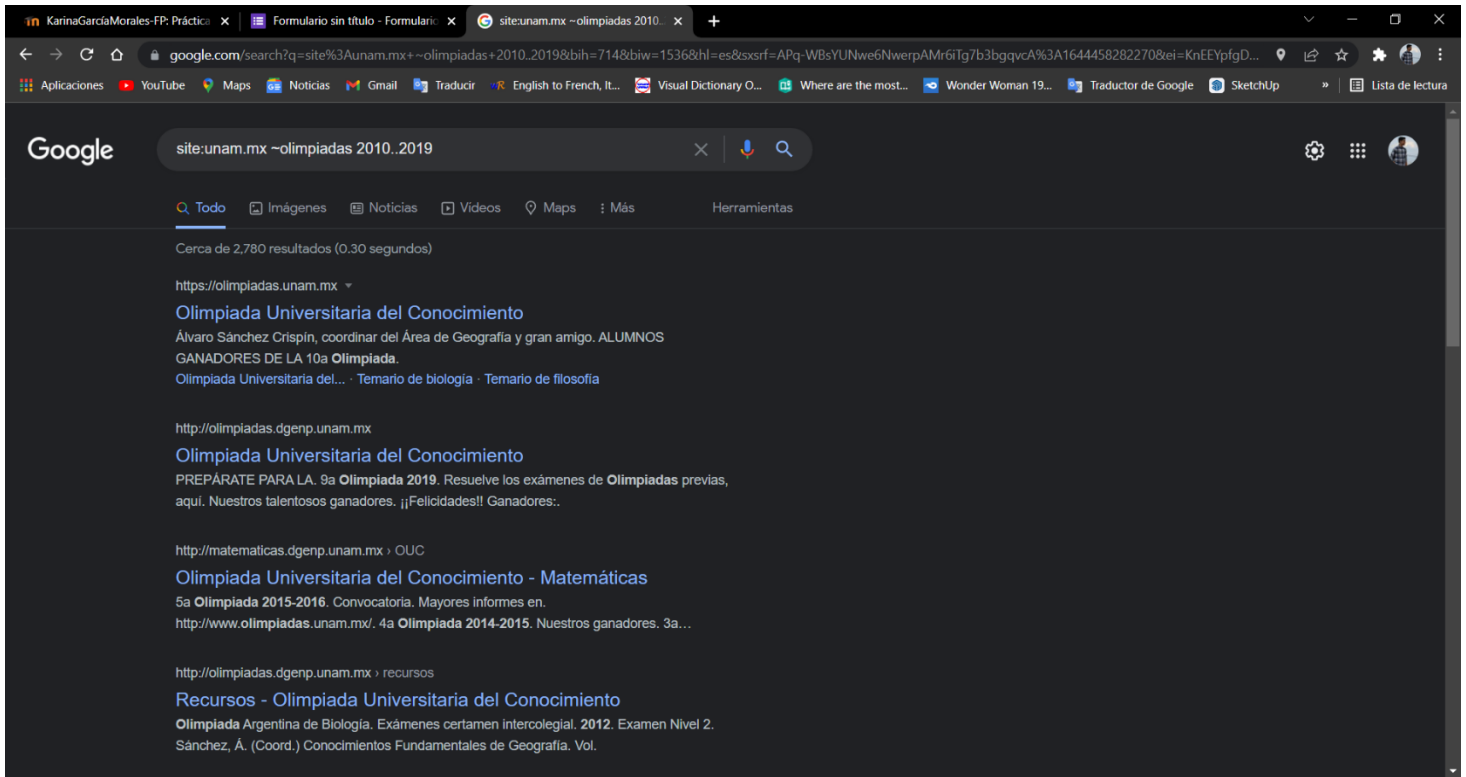 KarinaGarcíaMorales-FP: Práctica
Formulario sin título - Formulario
site:unam.mx ~olimpiadas 2010..
google.com/search?q=site%3Aunam.mx+~olimpiadas+2010..2019&bih=714&biw=1536&hl=es&sxsrf=APq-WBsYUNwe6NwerpAMr6iTg7b3bgqvcA%3A1644458282270&ei=KnEEYpfgD...
Aplicaciones YouTube Maps Noticias Gmail Traducir English to French, It... Visual Dictionary O... Where are the most... Wonder Woman 19... Traductor de Google SketchUp » Lista de lectura
Google
site:unam.mx ~olimpiadas 2010..2019
Todo Imágenes Noticias Videos Maps Más Herramientas
Cerca de 2,780 resultados (0.30 segundos)
https://olimpiadas.unam.mx
Olimpiada Universitaria del Conocimiento
Álvaro Sánchez Crispín, coordinar del Área de Geografía y gran amigo. ALUMNOS
GANADORES DE LA 10a Olimpiada.
Olimpiada Universitaria del... · Temario de biología · Temario de filosofía
http://olimpiadas.dgenp.unam.mx
Olimpiada Universitaria del Conocimiento
PREPÁRATE PARA LA. 9a Olimpiada 2019. Resuelve los exámenes de Olimpiadas previas,
aquí. Nuestros talentosos ganadores. ¡¡Felicidades!! Ganadores:.
http://matematicas.dgenp.unam.mx › OUC
Olimpiada Universitaria del Conocimiento - Matemáticas
5a Olimpiada 2015-2016. Convocatoria. Mayores informes en.
http://www.olimpiadas.unam.mx/. 4a Olimpiada 2014-2015. Nuestros ganadores. 3a…
http://olimpiadas.dgenp.unam.mx › recursos
Recursos - Olimpiada Universitaria del Conocimiento
Olimpiada Argentina de Biología. Exámenes certamen intercolegial. 2012. Examen Nivel 2.
Sánchez, Á. (Coord.) Conocimientos Fundamentales de Geografía. Vol.